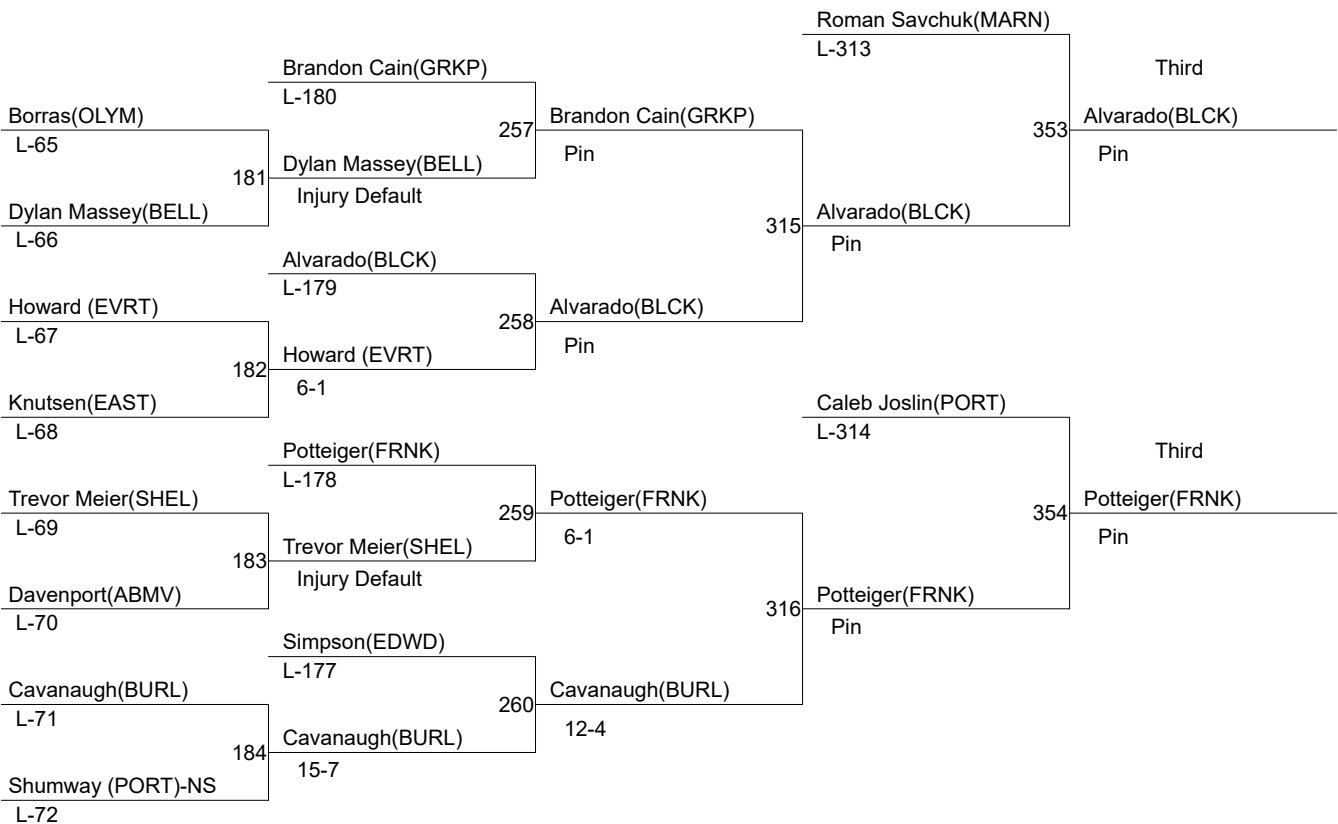 Roman Savchuk(MARN)
L-313
Brandon Cain(GRKP)
Third
L-180
Borras(OLYM)
Brandon Cain(GRKP)
Alvarado(BLCK)
257
353
L-65
Pin
Pin
Dylan Massey(BELL)
181
Injury Default
Dylan Massey(BELL)
Alvarado(BLCK)
315
L-66
Pin
Alvarado(BLCK)
L-179
Howard (EVRT)
Alvarado(BLCK)
258
L-67
Pin
Howard (EVRT)
182
6-1
Knutsen(EAST)
Caleb Joslin(PORT)
L-68
L-314
Potteiger(FRNK)
Third
L-178
Trevor Meier(SHEL)
Potteiger(FRNK)
Potteiger(FRNK)
259
354
L-69
6-1
Pin
Trevor Meier(SHEL)
183
Injury Default
Davenport(ABMV)
Potteiger(FRNK)
316
L-70
Pin
Simpson(EDWD)
L-177
Cavanaugh(BURL)
Cavanaugh(BURL)
260
L-71
12-4
Cavanaugh(BURL)
184
15-7
Shumway (PORT)-NS
L-72